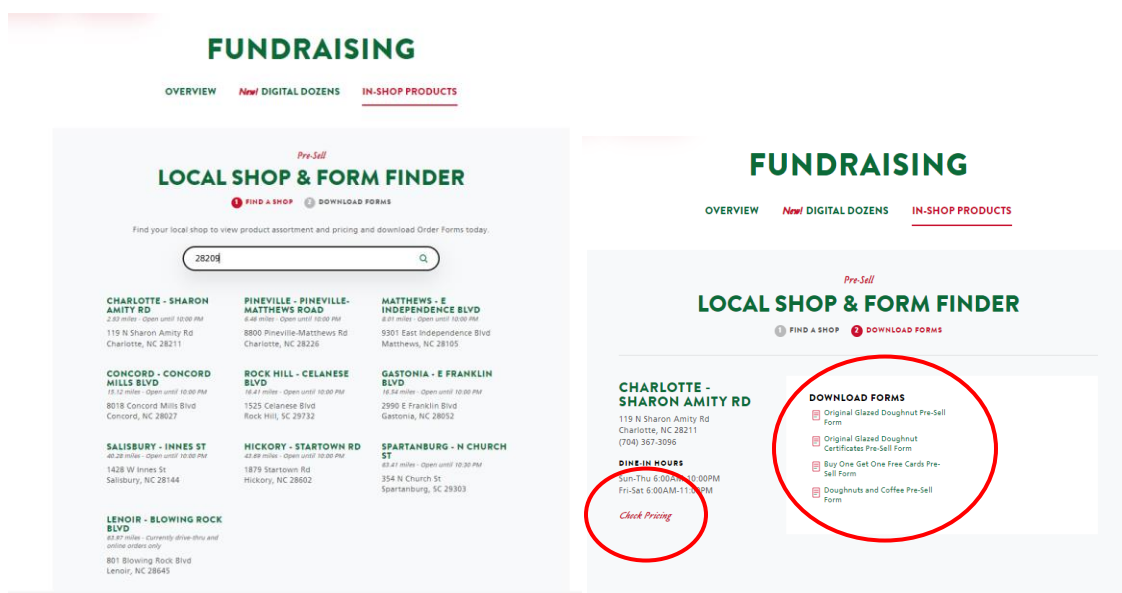 FUNDRAISING
OVERVIEW New! DIGITAL DOZENS IN-SHOP PRODUCTS
Pre-Sell
LOCAL SHOP & FORM FINDER
1 FIND A SHOP 2 DOWNLOAD FORMS
Find your local shop to view product assortment and pricing and download Order Forms today.
28209
CHARLOTTE - SHARON
AMITY RD
2.93 miles - Open until 10:00 PM
119 N Sharon Amity Rd
Charlotte, NC 28211
PINEVILLE - PINEVILLE-
MATTHEWS ROAD
6.46 miles - Open until 10:00 PM
8800 Pineville-Matthews Rd
Charlotte, NC 28226
MATTHEWS - E
INDEPENDENCE BLVD
8.01 miles - Open until 10:00 PM
9301 East Independence Blvd
Matthews, NC 28105
CONCORD - CONCORD
MILLS BLVD
15.12 miles - Open until 10:00 PM
8018 Concord Mills Blvd
Concord, NC 28027
ROCK HILL - CELANESE
BLVD
16.41 miles - Open until 10:00 PM
1525 Celanese Blvd
Rock Hill, SC 29732
GASTONIA - E FRANKLIN
BLVD
16.54 miles - Open until 10:00 PM
2990 E Franklin Blvd
Gastonia, NC 28052
SALISBURY - INNES ST
40.28 miles - Open until 10:00 PM
1428 W Innes St
Salisbury, NC 28144
HICKORY - STARTOWN RD
43.69 miles - Open until 10:00 PM
1879 Startown Rd
Hickory, NC 28602
SPARTANBURG - N CHURCH
ST
63.41 miles - Open until 10:30 PM
354 N Church St
Spartanburg, SC 29303
LENOIR - BLOWING ROCK
BLVD
63.97 miles - Currently drive-thru and
online orders only
801 Blowing Rock Blvd
Lenoir, NC 28645
FUNDRAISING
OVERVIEW New! DIGITAL DOZENS IN-SHOP PRODUCTS
Pre-Sell
LOCAL SHOP & FORM FINDER
1 FIND A SHOP 2 DOWNLOAD FORMS
CHARLOTTE -
SHARON AMITY RD
119 N Sharon Amity Rd
Charlotte, NC 28211
(704) 367-3096
DINE-IN HOURS
Sun-Thu 6:00AM-10:00PM
Fri-Sat 6:00AM-11:00PM
Check Pricing
DOWNLOAD FORMS
Original Glazed Doughnut Pre-Sell
Form
Original Glazed Doughnut
Certificates Pre-Sell Form
Buy One Get One Free Cards Pre-
Sell Form
Doughnuts and Coffee Pre-Sell
Form